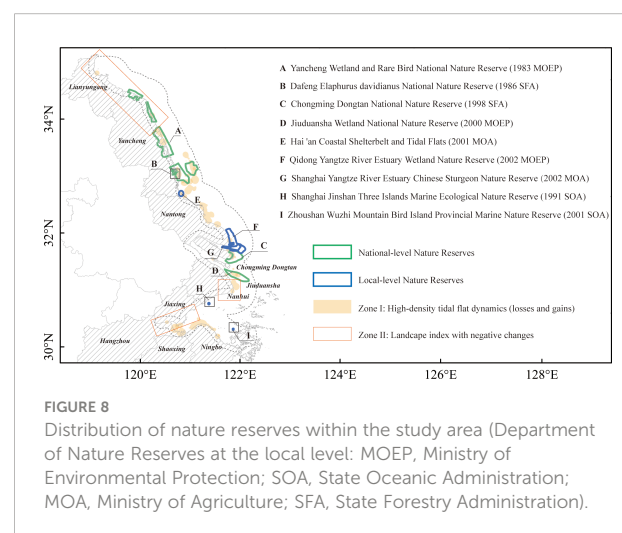 A Yancheng Wetland and Rare Bird National Nature Reserve (1983 MOEP)
B Dafeng Elaphurus davidianus National Nature Reserve (1986 SFA)
C Chongming Dongtan National Nature Reserve (1998 SFA)
D Jiuduansha Wetland National Nature Reserve (2000 MOEP)
E Hai 'an Coastal Shelterbelt and Tidal Flats (2001 MOA)
F Qidong Yangtze River Estuary Wetland Nature Reserve (2002 MOEP)
G Shanghai Yangtze River Estuary Chinese Sturgeon Nature Reserve (2002 MOA)
H Shanghai Jinshan Three Islands Marine Ecological Nature Reserve (1991 SOA)
I Zhoushan Wuzhi Mountain Bird Island Provincial Marine Nature Reserve (2001 SOA)
National-level Nature Reserves
Local-level Nature Reserves
Zone I: High-density tidal flat dynamics (losses and gains)
Zone II: Landcape index with negative changes
34°N
32°N
30°N
Lianyungang
Yancheng
A
B
E
Nantong
F
G
C
Chongming Dongtan
D
Jiuduansha
H
Nanhui
Jiaxing
Hangzhou
Shaoxing
Ningbo
I
120°E
122°E
124°E
126°E
128°E
FIGURE 8
Distribution of nature reserves within the study area (Department
of Nature Reserves at the local level: MOEP, Ministry of
Environmental Protection; SOA, State Oceanic Administration;
MOA, Ministry of Agriculture; SFA, State Forestry Administration).